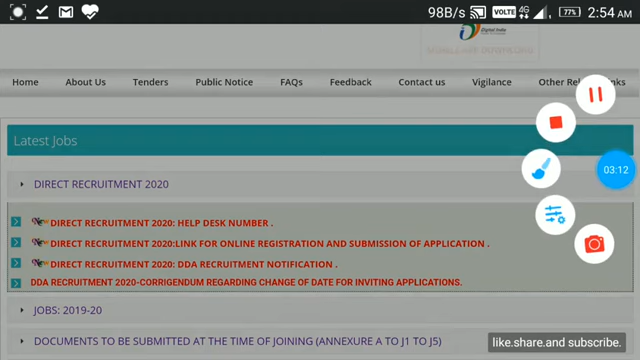 98B/s VOLTE 4G 77% 2:54 AM
Digital India
Home About Us Tenders Public Notice FAQs Feedback Contact us Vigilance Other Links
Latest Jobs
DIRECT RECRUITMENT 2020
DIRECT RECRUITMENT 2020: HELP DESK NUMBER .
DIRECT RECRUITMENT 2020:LINK FOR ONLINE REGISTRATION AND SUBMISSION OF APPLICATION .
DIRECT RECRUITMENT 2020: DDA RECRUITMENT NOTIFICATION .
DDA RECRUITMENT 2020-CORRIGENDUM REGARDING CHANGE OF DATE FOR INVITING APPLICATIONS.
03:12
JOBS: 2019-20
DOCUMENTS TO BE SUBMITTED AT THE TIME OF JOINING (ANNEXURE A TO J1 TO J5)
like.share.and subscribe.